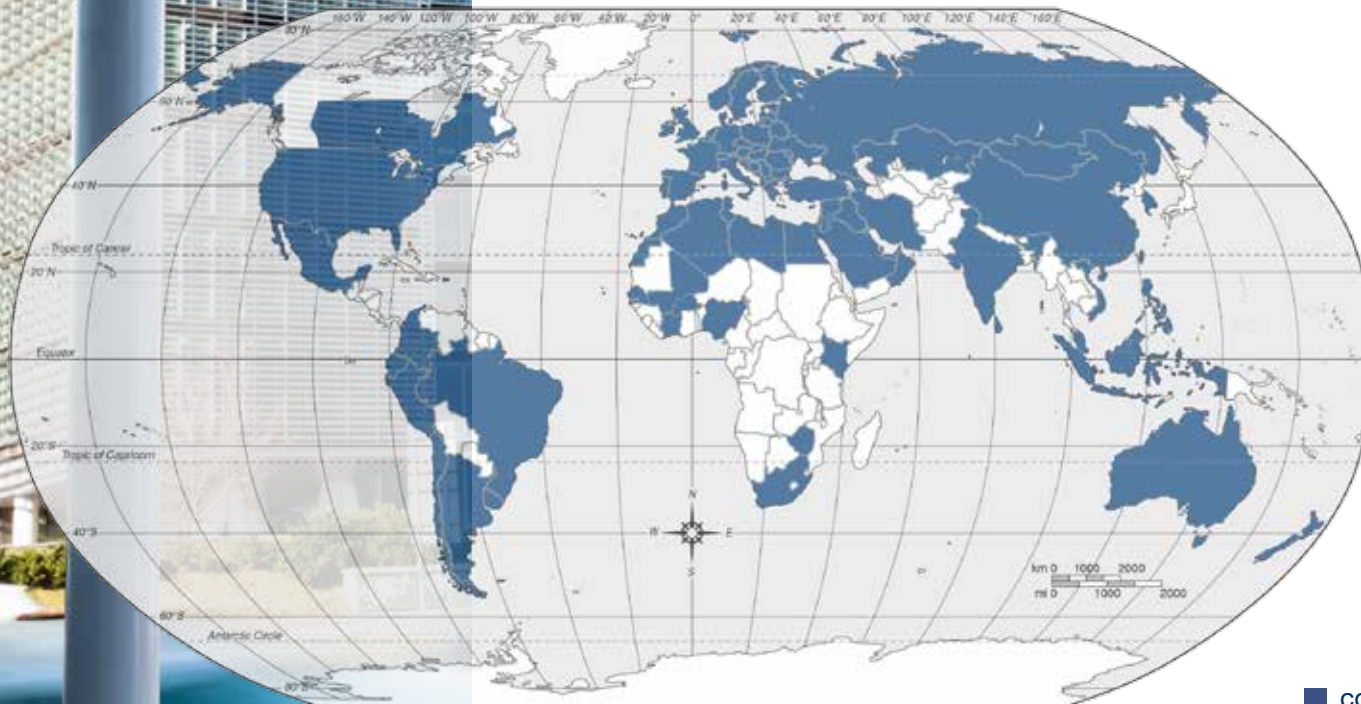 160°W 140°W 120°W 100°W 80°W 60°W 40°W 20°W 0° 20°E 40°E 60°E 80°E 100°E 120°E 140°E 160°E
80°N
60°N
40°N
Tropic of Cancer
20°N
Equator
20°S
Tropic of Capricorn
N
40°S W E
S
km 0 1000 2000
mi 0 1000 2000
60°S
Antarctic Circle
80°S